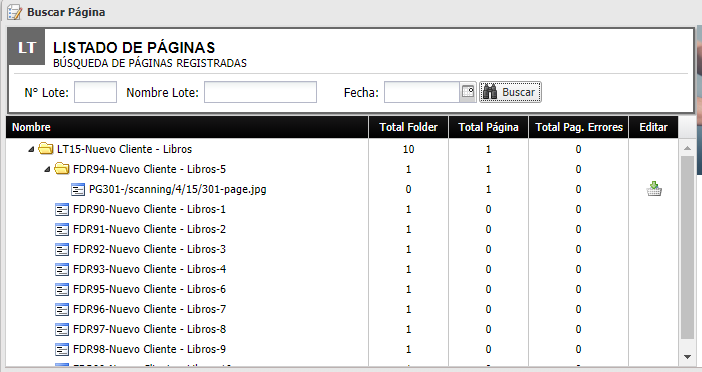 Buscar Página
LT
LISTADO DE PÁGINAS
BÚSQUEDA DE PÁGINAS REGISTRADAS
N° Lote: Nombre Lote: Fecha: Buscar
Nombre Total Folder Total Página Total Pag. Errores Editar
LT15-Nuevo Cliente - Libros 10 1 0
FDR94-Nuevo Cliente - Libros-5 1 1 0
PG301-/scanning/4/15/301-page.jpg 0 1 0
FDR90-Nuevo Cliente - Libros-1 1 0 0
FDR91-Nuevo Cliente - Libros-2 1 0 0
FDR92-Nuevo Cliente - Libros-3 1 0 0
FDR93-Nuevo Cliente - Libros-4 1 0 0
FDR95-Nuevo Cliente - Libros-6 1 0 0
FDR96-Nuevo Cliente - Libros-7 1 0 0
FDR97-Nuevo Cliente - Libros-8 1 0 0
FDR98-Nuevo Cliente - Libros-9 1 0 0